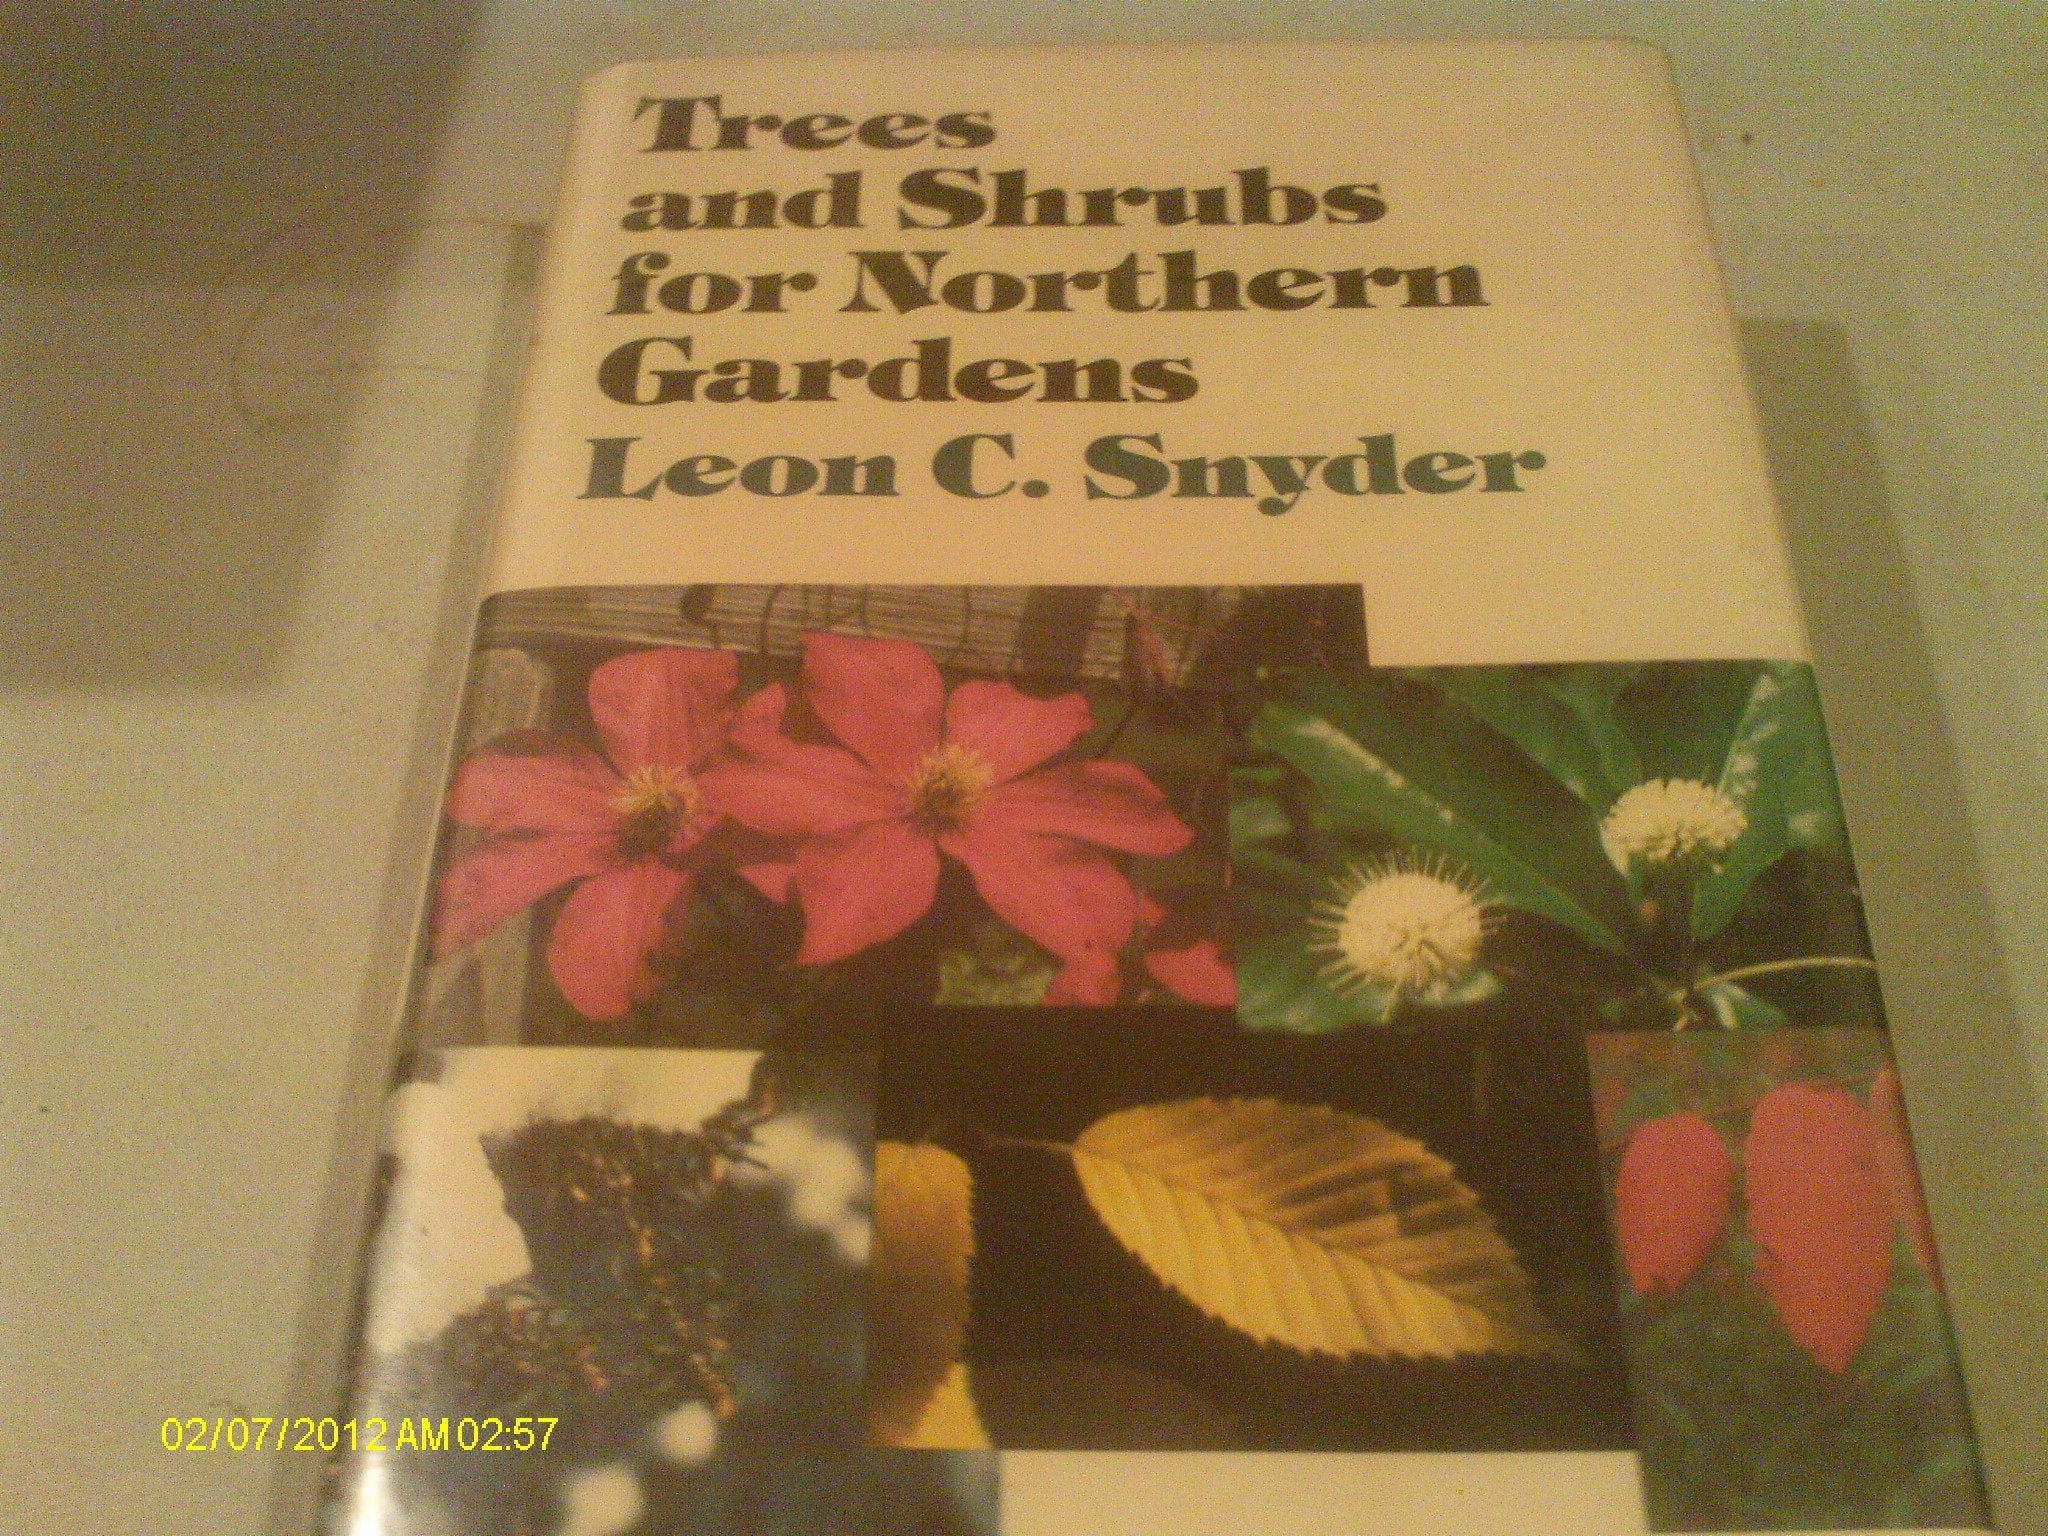 Trees
and Shrubs
for Northern
Gardens
Leon C. Snyder
02/07/2012 AM 02:57